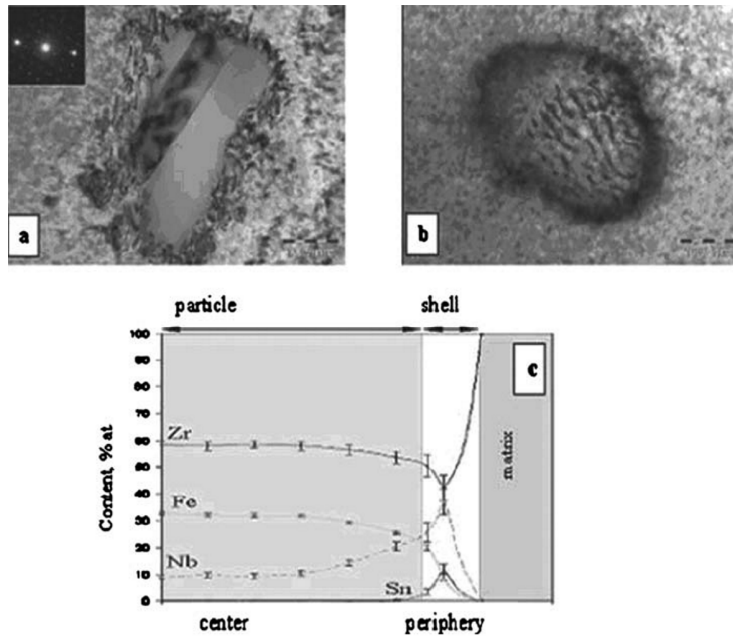 a
b
particle
shell
c
100
90
80
70
60
50
40
30
20
10
0
Content, % at
Zr
Fe
Nb
Sn
matrix
center
periphery